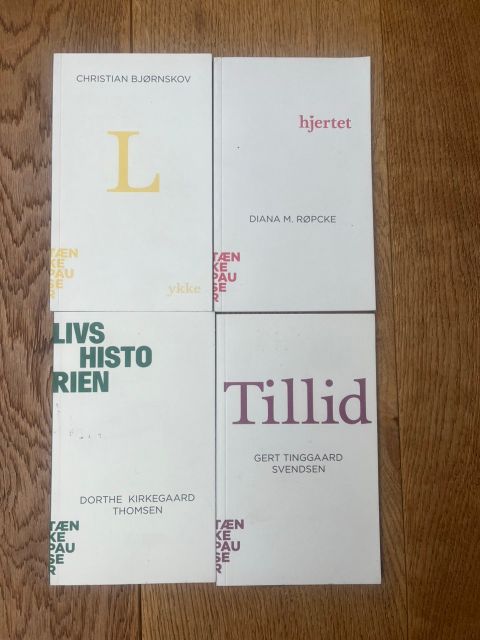 CHRISTIAN BJØRNSKOV
L
ykke
TÆN
KE
PAU
SE
R
hjertet
DIANA M. RØPCKE
TÆN
KE
PAU
SE
R
LIVS
HISTO
RIEN
DORTHE KIRKEGAARD
THOMSEN
TÆN
KE
PAU
SE
R
Tillid
GERT TINGGAARD
SVENDSEN
TÆN
KE
PAU
SE
R